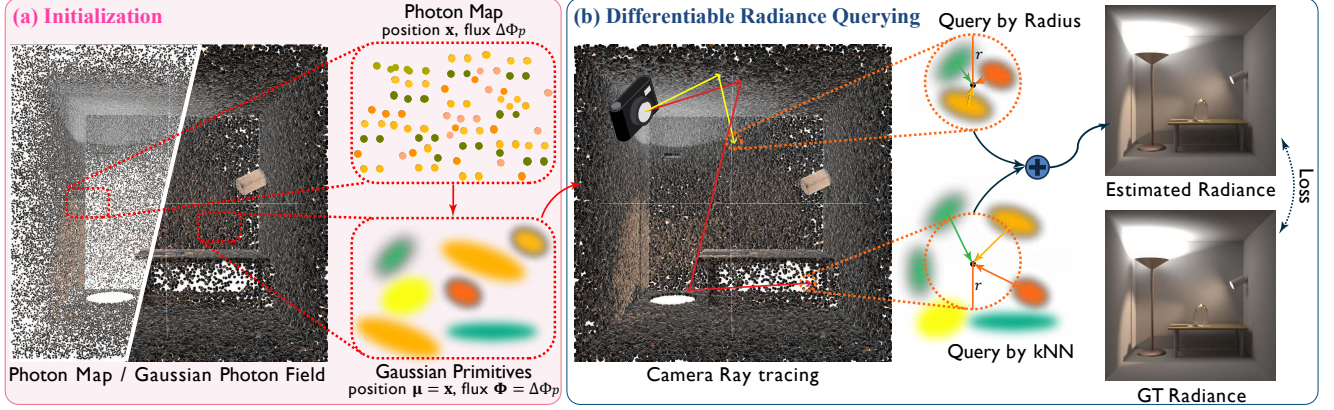 (a) Initialization
Photon Map
position x, flux ΔΦp
Photon Map / Gaussian Photon Field
Gaussian Primitives
position μ = x, flux Φ = ΔΦp
(b) Differentiable Radiance Querying
Camera Ray tracing
Query by Radius
r
r
Query by kNN
Estimated Radiance
Loss
GT Radiance